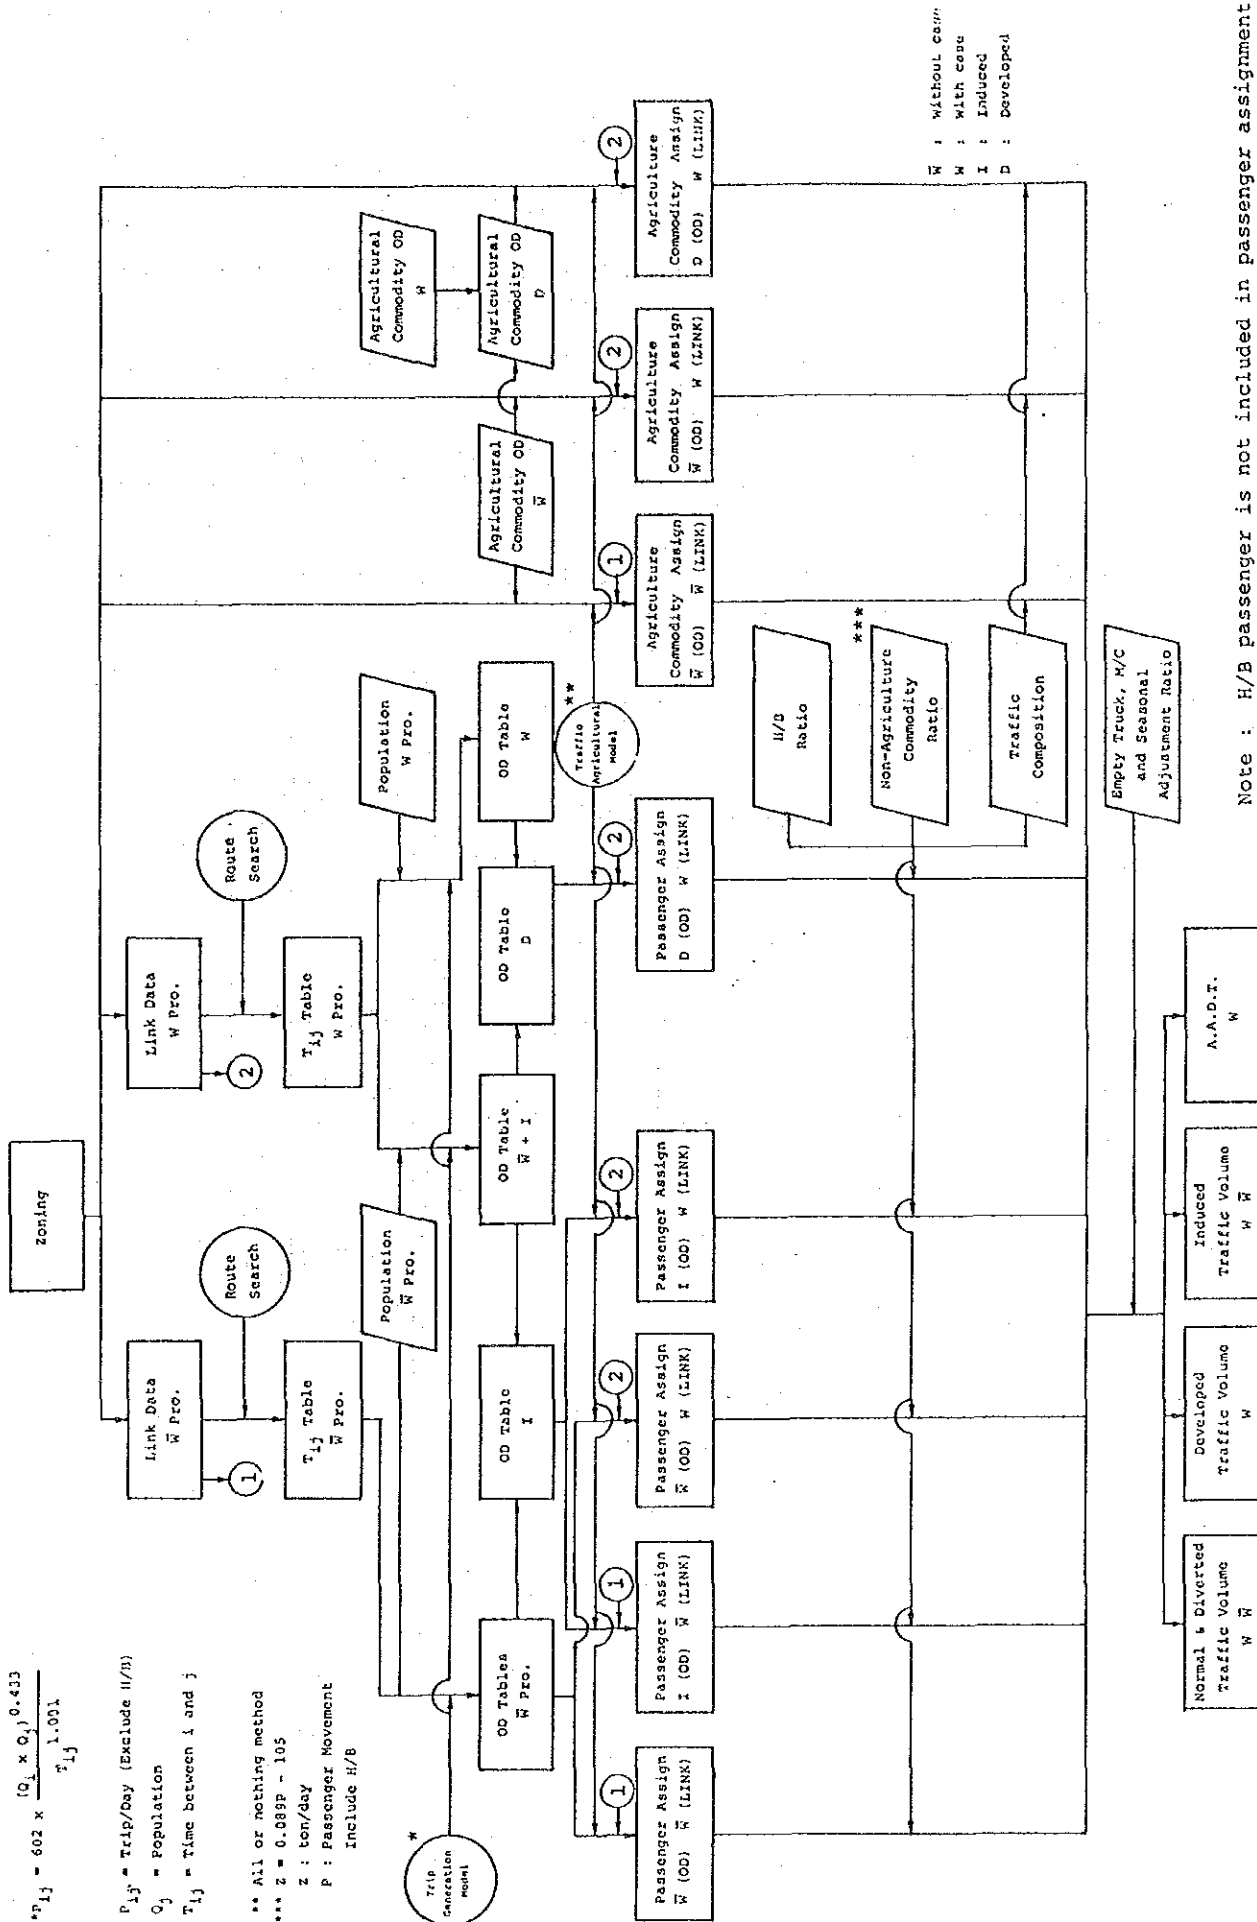 *P_ij = 602 x (Q_i x Q_j)^0.433 / T_ij^1.001
P_ij = Trip/Day (Exclude H/B)
Q_j = Population
T_ij = Time between i and j
** All or nothing method
*** Z = 0.089P - 105
Z : ton/day
P : Passenger Movement
Include H/B
Zoning
Link Data
W̅ Pro.
Route
Search
Link Data
W Pro.
Route
Search
1
2
T_ij Table
W̅ Pro.
T_ij Table
W Pro.
Population
W̅ Pro.
Population
W Pro.
Agricultural
Commodity OD
W
*
Trip
Generation
Model
OD Tables
W̅ Pro.
OD Table
I
OD Table
W̅ + I
OD Table
D
OD Table
W
Agricultural
Commodity OD
W̅
Agricultural
Commodity OD
D
**
Traffic
Agricultural
Model
1
1
2
2
2
1
2
2
Passenger Assign
W̅ (OD) W̅ (LINK)
Passenger Assign
I (OD) W̅ (LINK)
Passenger Assign
W̅ (OD) W (LINK)
Passenger Assign
I (OD) W (LINK)
Passenger Assign
D (OD) W (LINK)
Agriculture
Commodity Assign
W̅ (OD) W̅ (LINK)
Agriculture
Commodity Assign
W̅ (OD) W (LINK)
Agriculture
Commodity Assign
D (OD) W (LINK)
H/B
Ratio
***
Non-Agriculture
Commodity
Ratio
Traffic
Composition
Empty Truck, M/C
and Seasonal
Adjustment Ratio
W̅ : Without case
W : With case
I : Induced
D : Developed
Normal & Diverted
Traffic Volume
W W̅
Developed
Traffic Volume
W
Induced
Traffic Volume
W W̅
A.A.D.T.
W
Note : H/B passenger is not included in passenger assignment